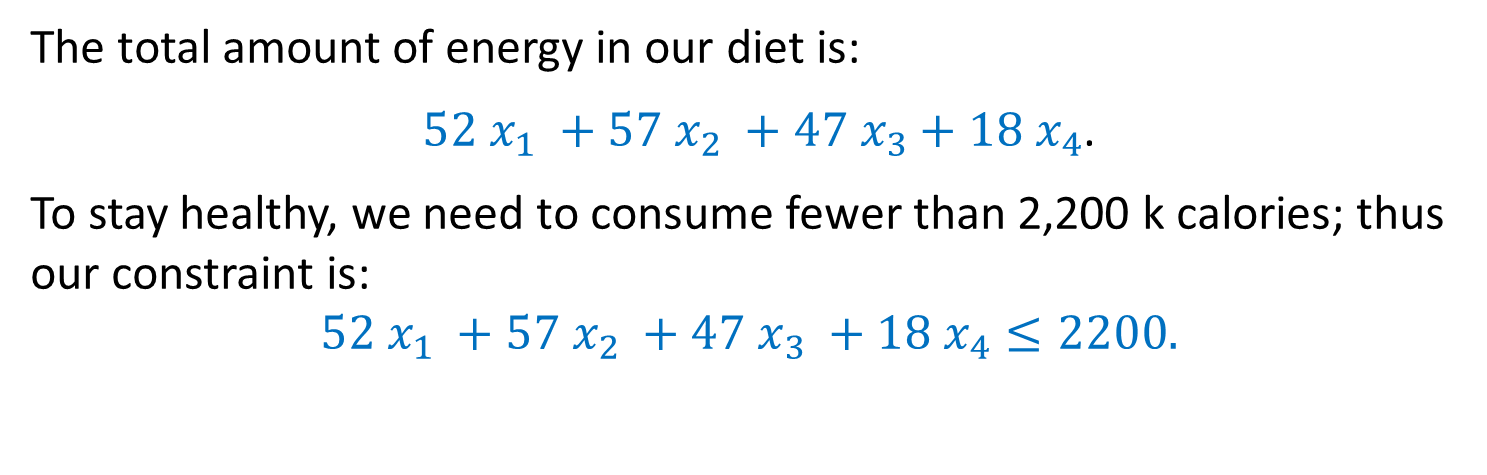 The total amount of energy in our diet is:
52 x₁ + 57 x₂ + 47 x₃ + 18 x₄.
To stay healthy, we need to consume fewer than 2,200 k calories; thus
our constraint is:
52 x₁ + 57 x₂ + 47 x₃ + 18 x₄ ≤ 2200.